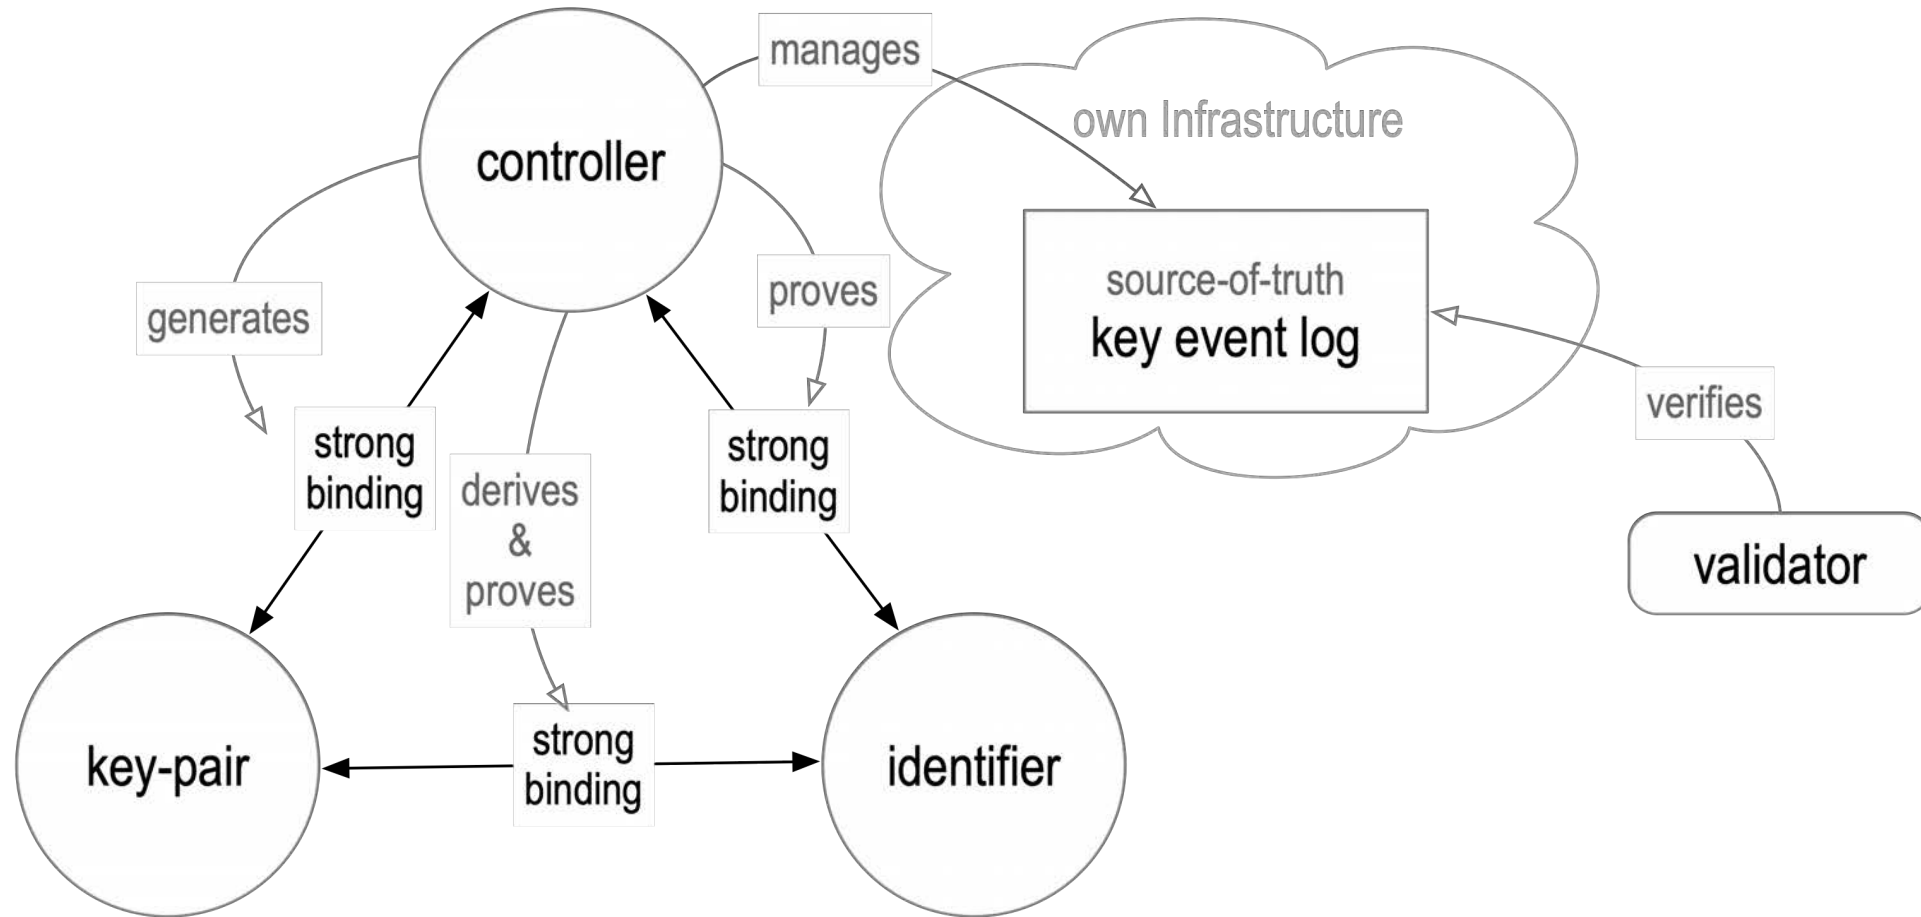 manages
own Infrastructure
controller
source-of-truth
key event log
generates
proves
verifies
strong
binding
derives
&
proves
strong
binding
validator
key-pair
strong
binding
identifier